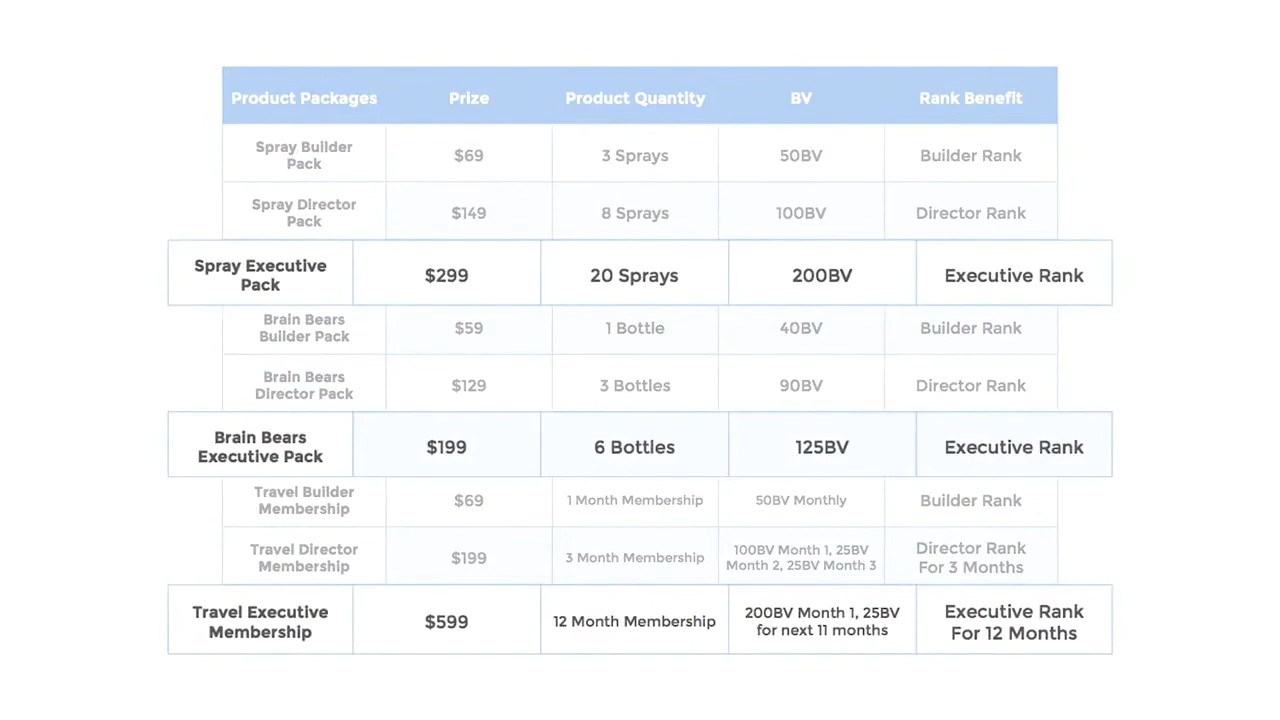 Product Packages Prize Product Quantity BV Rank Benefit
Spray Builder
Pack
$69 3 Sprays 50BV Builder Rank
Spray Director
Pack
$149 8 Sprays 100BV Director Rank
Spray Executive
Pack
$299 20 Sprays 200BV Executive Rank
Brain Bears
Builder Pack
$59 1 Bottle 40BV Builder Rank
Brain Bears
Director Pack
$129 3 Bottles 90BV Director Rank
Brain Bears
Executive Pack
$199 6 Bottles 125BV Executive Rank
Travel Builder
Membership
$69 1 Month Membership 50BV Monthly Builder Rank
Travel Director
Membership
$199 3 Month Membership
100BV Month 1, 25BV
Month 2, 25BV Month 3
Director Rank
For 3 Months
Travel Executive
Membership
$599 12 Month Membership
200BV Month 1, 25BV
for next 11 months
Executive Rank
For 12 Months